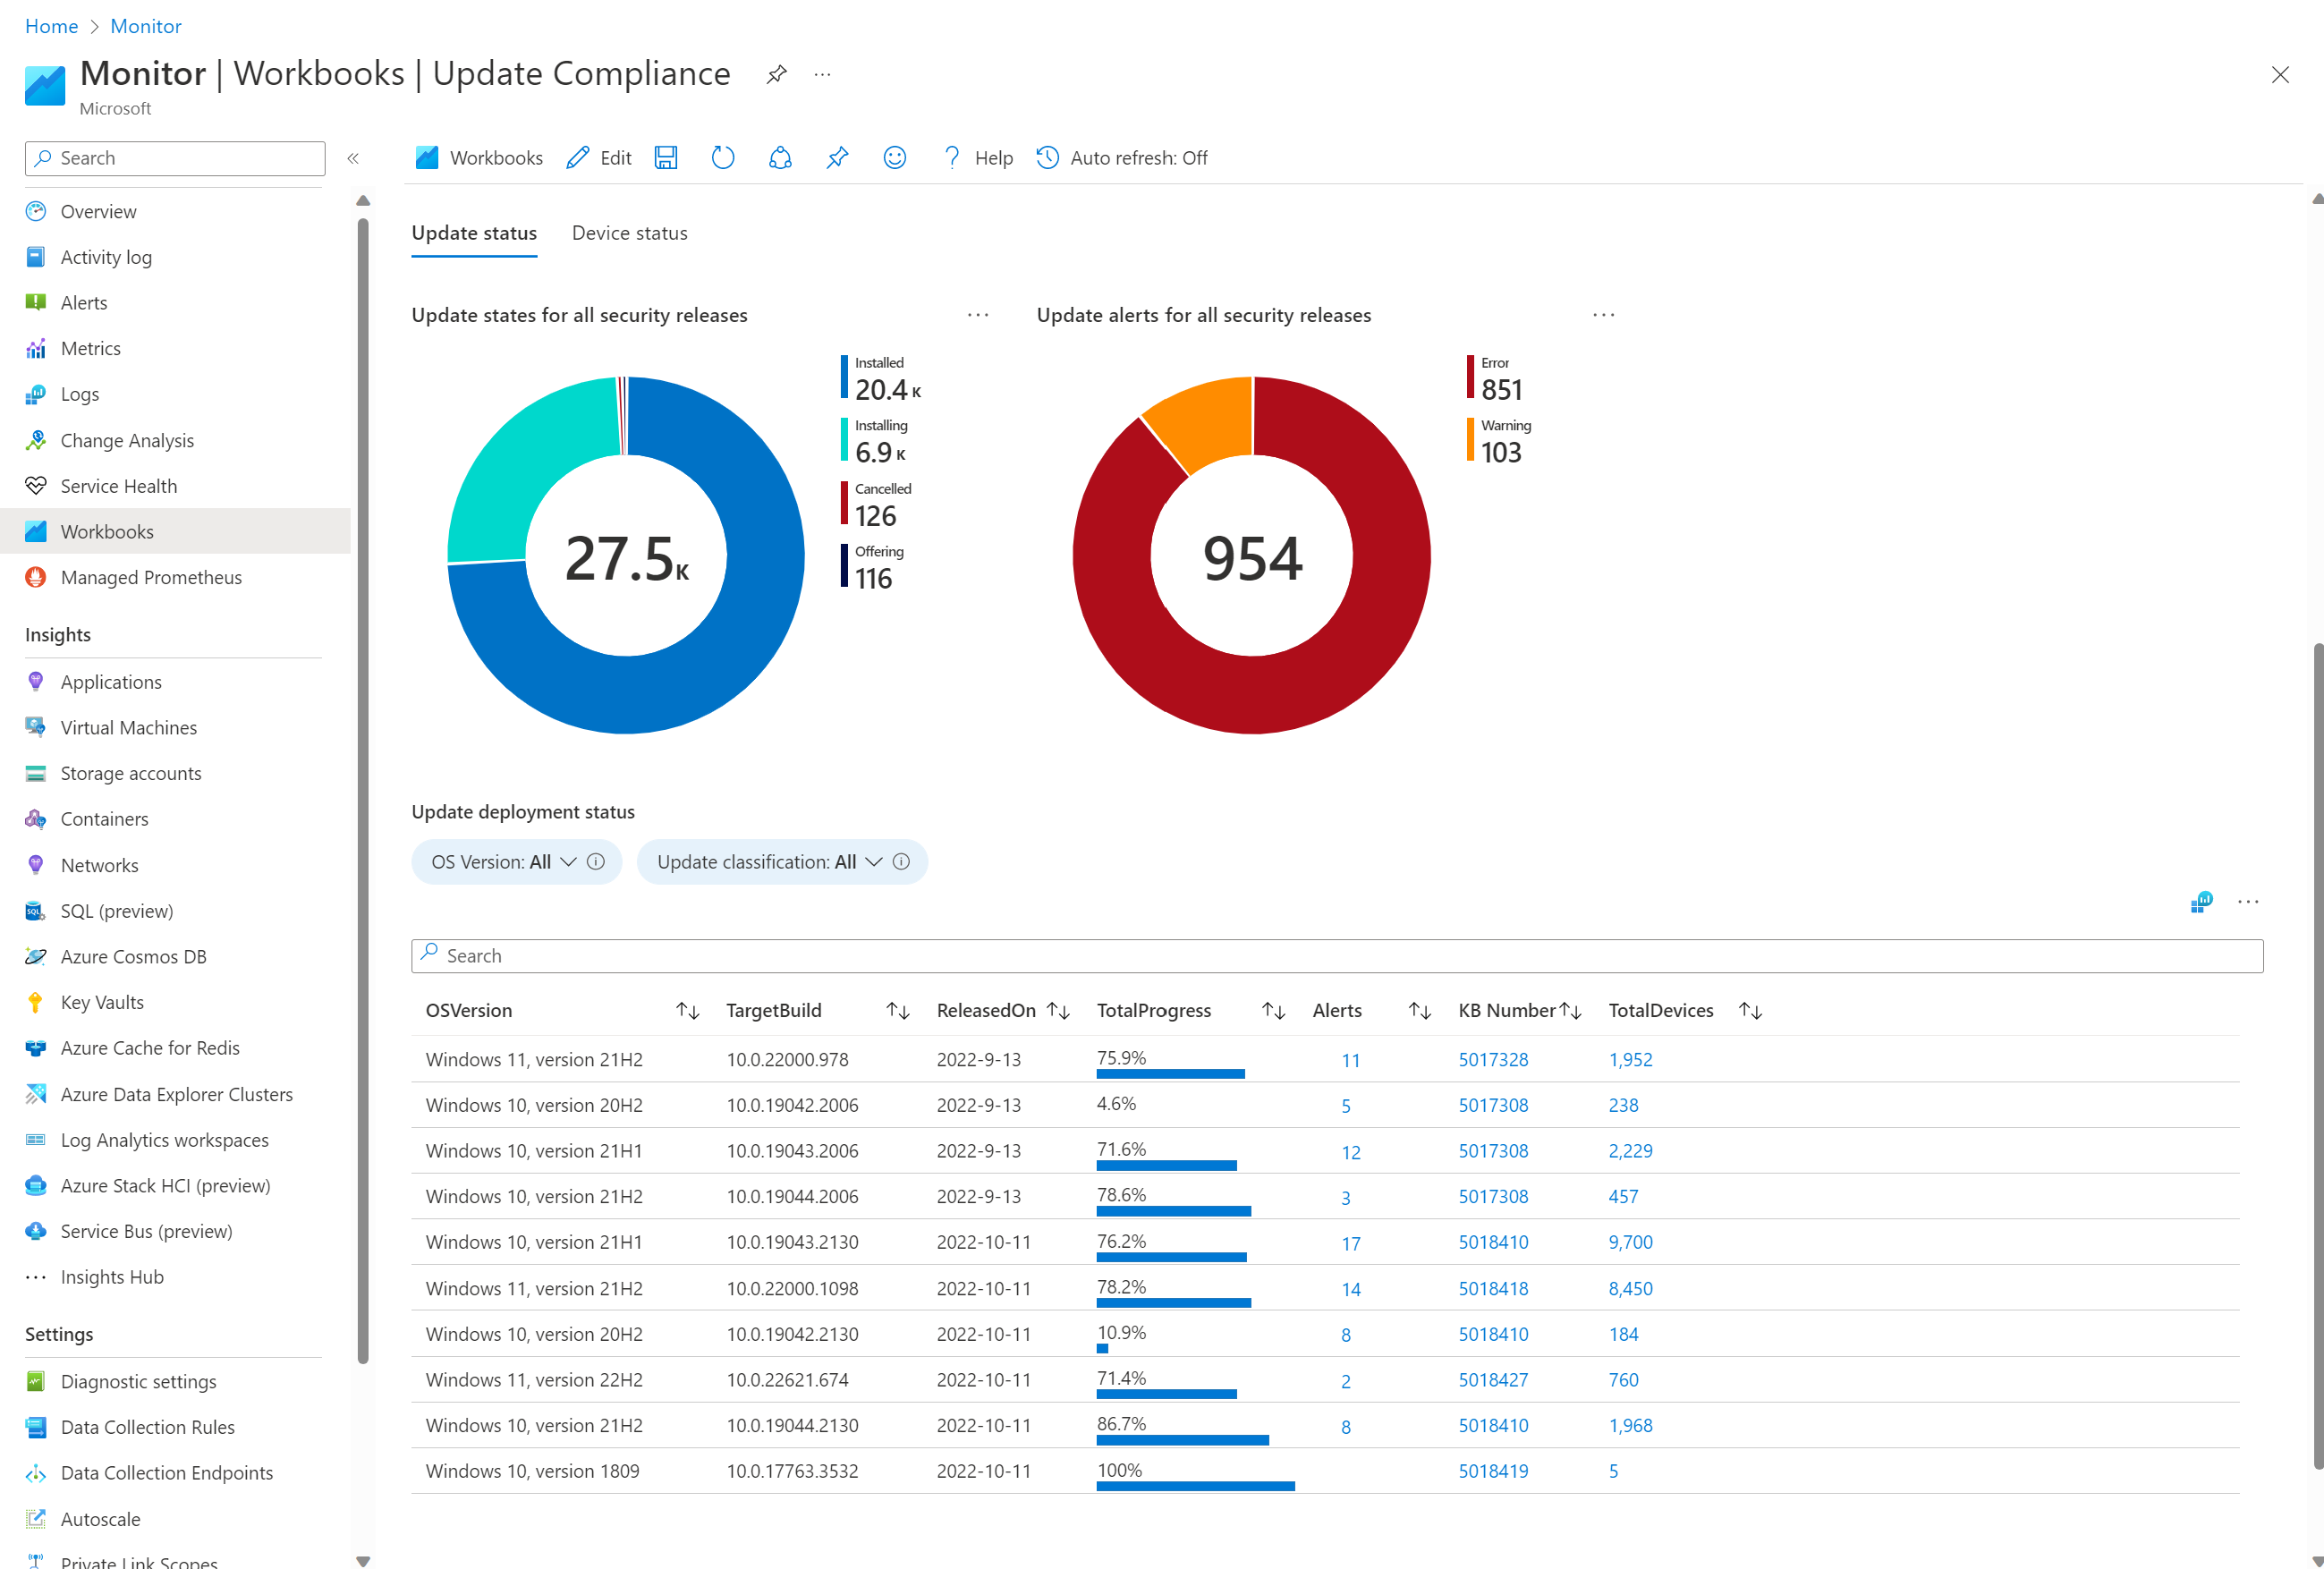 Home > Monitor
Monitor | Workbooks | Update Compliance ...
Microsoft
Search «
Overview
Activity log
Alerts
Metrics
Logs
Change Analysis
Service Health
Workbooks
Managed Prometheus
Insights
Applications
Virtual Machines
Storage accounts
Containers
Networks
SQL (preview)
Azure Cosmos DB
Key Vaults
Azure Cache for Redis
Azure Data Explorer Clusters
Log Analytics workspaces
Azure Stack HCI (preview)
Service Bus (preview)
Insights Hub
Settings
Diagnostic settings
Data Collection Rules
Data Collection Endpoints
Autoscale
Private Link Scopes
Workbooks Edit ? Help Auto refresh: Off
Update status Device status
Update states for all security releases ...
27.5K
Installed
20.4 K
Installing
6.9 K
Cancelled
126
Offering
116
Update alerts for all security releases ...
954
Error
851
Warning
103
Update deployment status
OS Version: All Update classification: All
Search
OSVersion TargetBuild ReleasedOn TotalProgress Alerts KB Number TotalDevices
Windows 11, version 21H2 10.0.22000.978 2022-9-13 75.9% 11 5017328 1,952
Windows 10, version 20H2 10.0.19042.2006 2022-9-13 4.6% 5 5017308 238
Windows 10, version 21H1 10.0.19043.2006 2022-9-13 71.6% 12 5017308 2,229
Windows 10, version 21H2 10.0.19044.2006 2022-9-13 78.6% 3 5017308 457
Windows 10, version 21H1 10.0.19043.2130 2022-10-11 76.2% 17 5018410 9,700
Windows 11, version 21H2 10.0.22000.1098 2022-10-11 78.2% 14 5018418 8,450
Windows 10, version 20H2 10.0.19042.2130 2022-10-11 10.9% 8 5018410 184
Windows 11, version 22H2 10.0.22621.674 2022-10-11 71.4% 2 5018427 760
Windows 10, version 21H2 10.0.19044.2130 2022-10-11 86.7% 8 5018410 1,968
Windows 10, version 1809 10.0.17763.3532 2022-10-11 100% 5018419 5